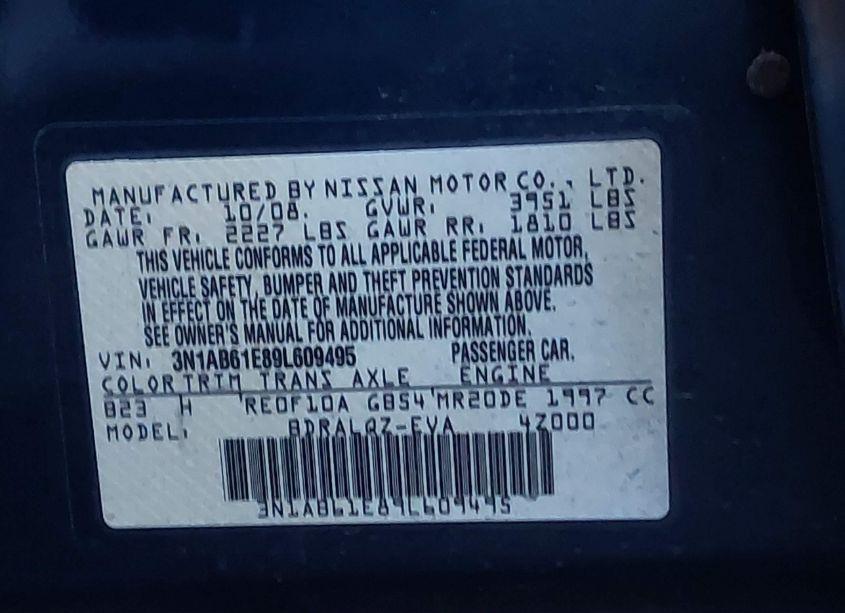 MANUFACTURED BY NISSAN MOTOR CO., LTD.
DATE: 10/08. GVWR: 3951 LBS
GAWR FR: 2227 LBS GAWR RR: 1810 LBS
THIS VEHICLE CONFORMS TO ALL APPLICABLE FEDERAL MOTOR
VEHICLE SAFETY, BUMPER AND THEFT PREVENTION STANDARDS
IN EFFECT ON THE DATE OF MANUFACTURE SHOWN ABOVE.
SEE OWNER'S MANUAL FOR ADDITIONAL INFORMATION.
VIN: 3N1AB61E89L609495 PASSENGER CAR.
COLOR TRIM TRANS AXLE ENGINE
B23 H RE0F10A GB54 MR20DE 1997 CC
MODEL: BDRALQZ-EVA 4Z000
3N1AB61E89L609495